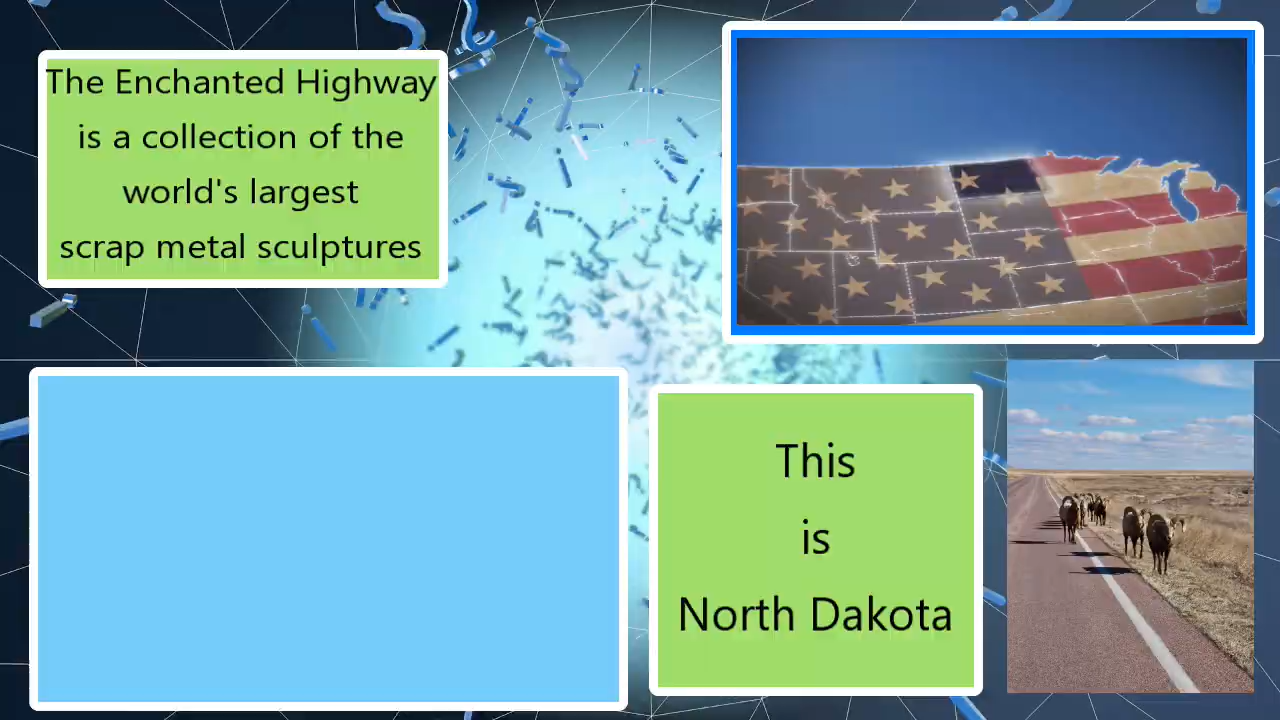 The Enchanted Highway
is a collection of the
world's largest
scrap metal sculptures
This
is
North Dakota